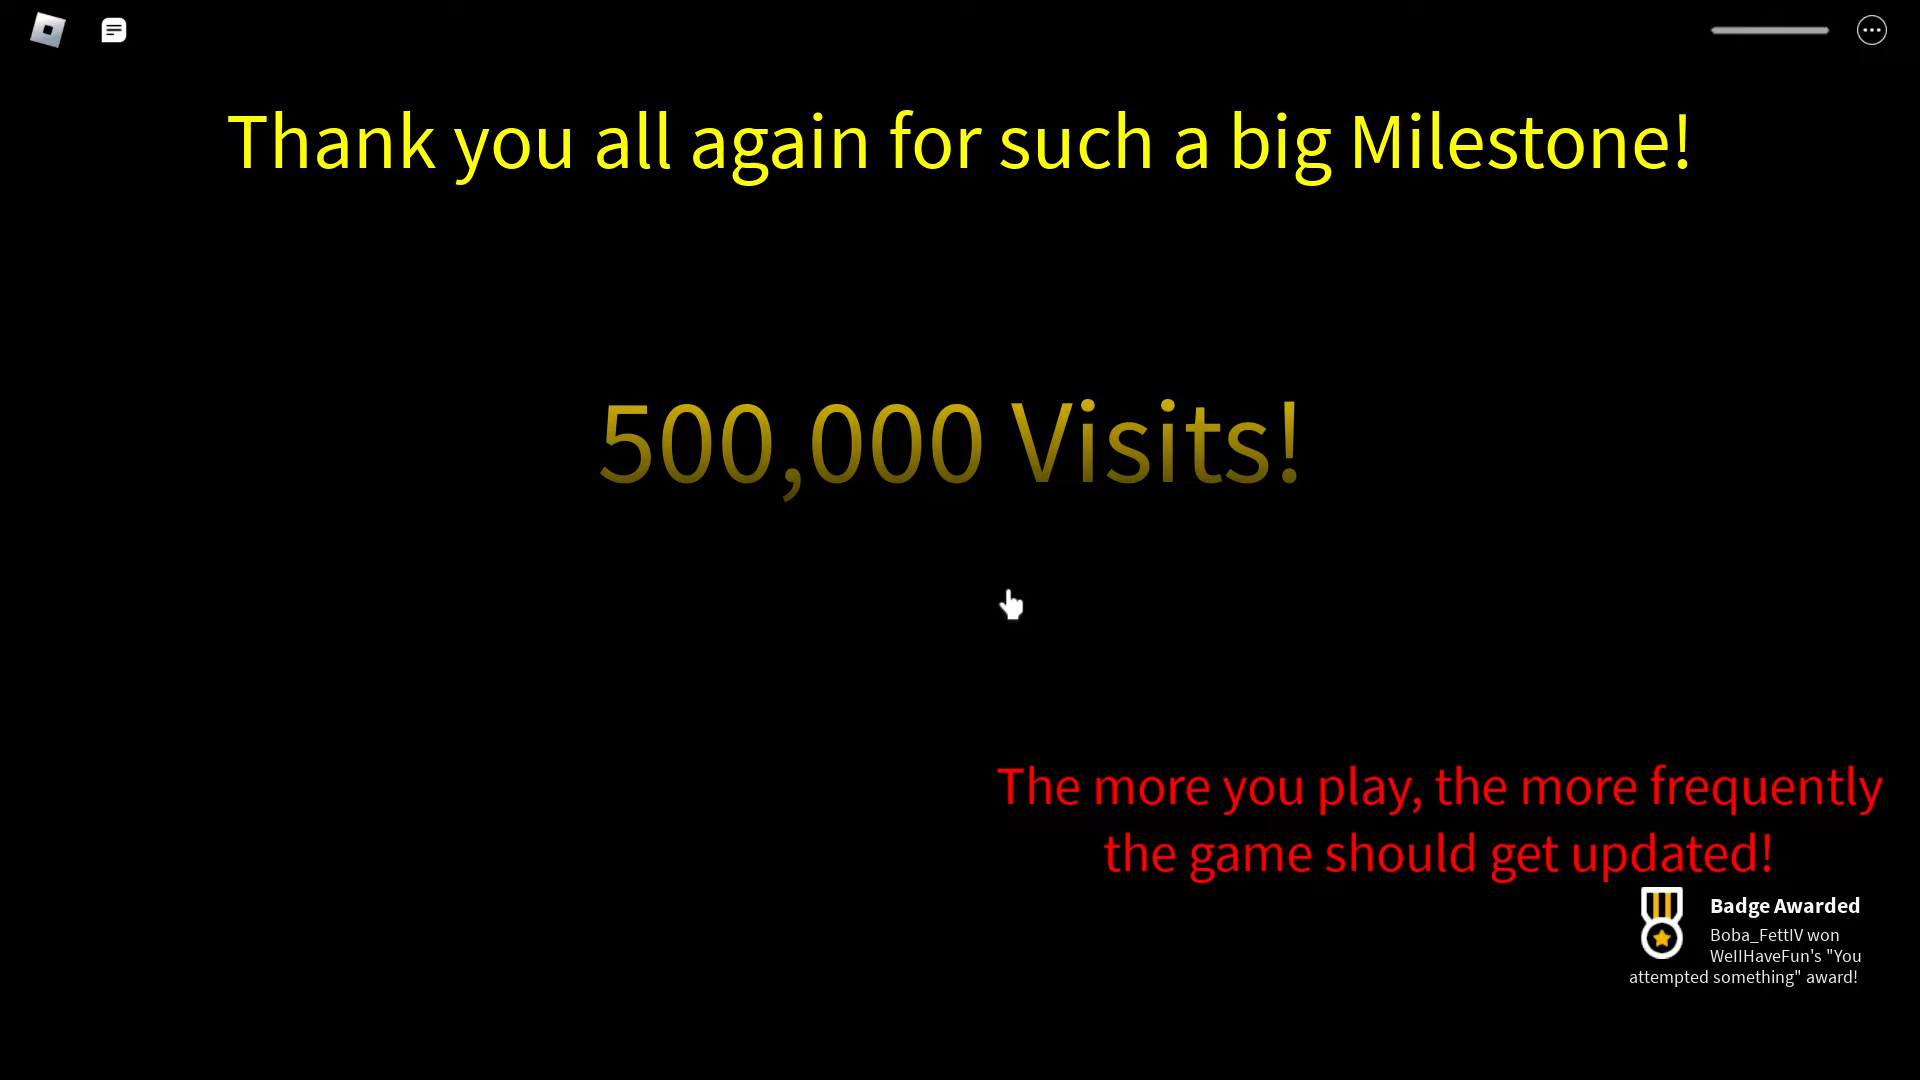 Thank you all again for such a big Milestone!
500,000 Visits!
The more you play, the more frequently
the game should get updated!
Badge Awarded
Boba_FettIV won
WellHaveFun's "You
attempted something" award!